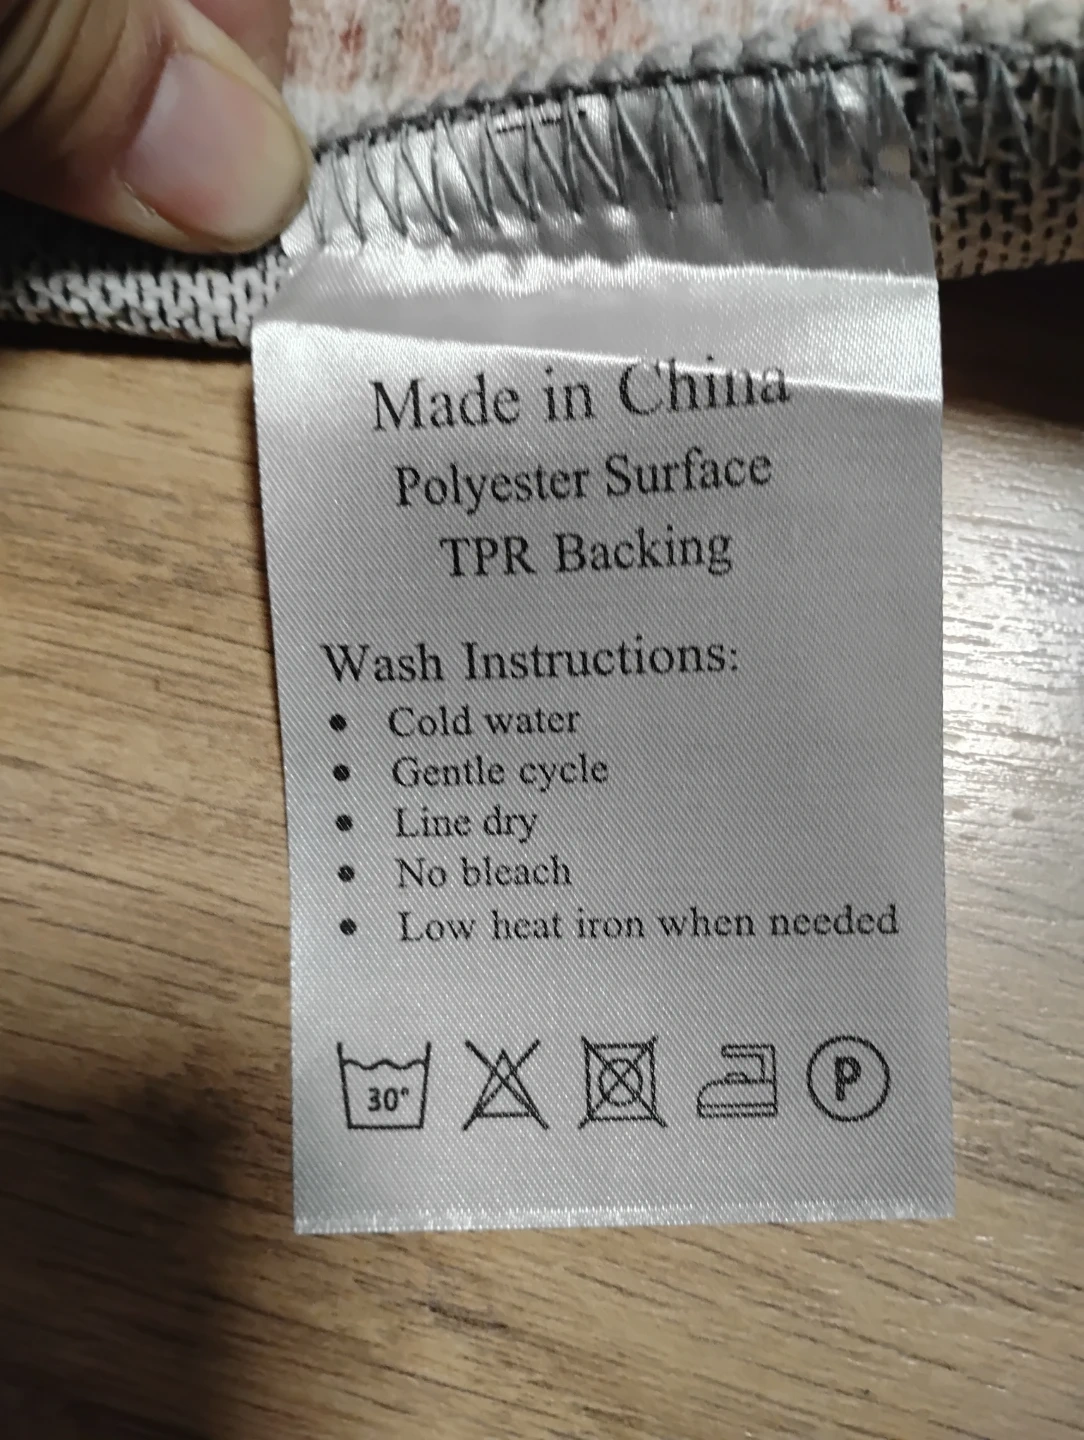 Made in China
Polyester Surface
TPR Backing
Wash Instructions:
• Cold water
• Gentle cycle
• Line dry
• No bleach
• Low heat iron when needed
30° P